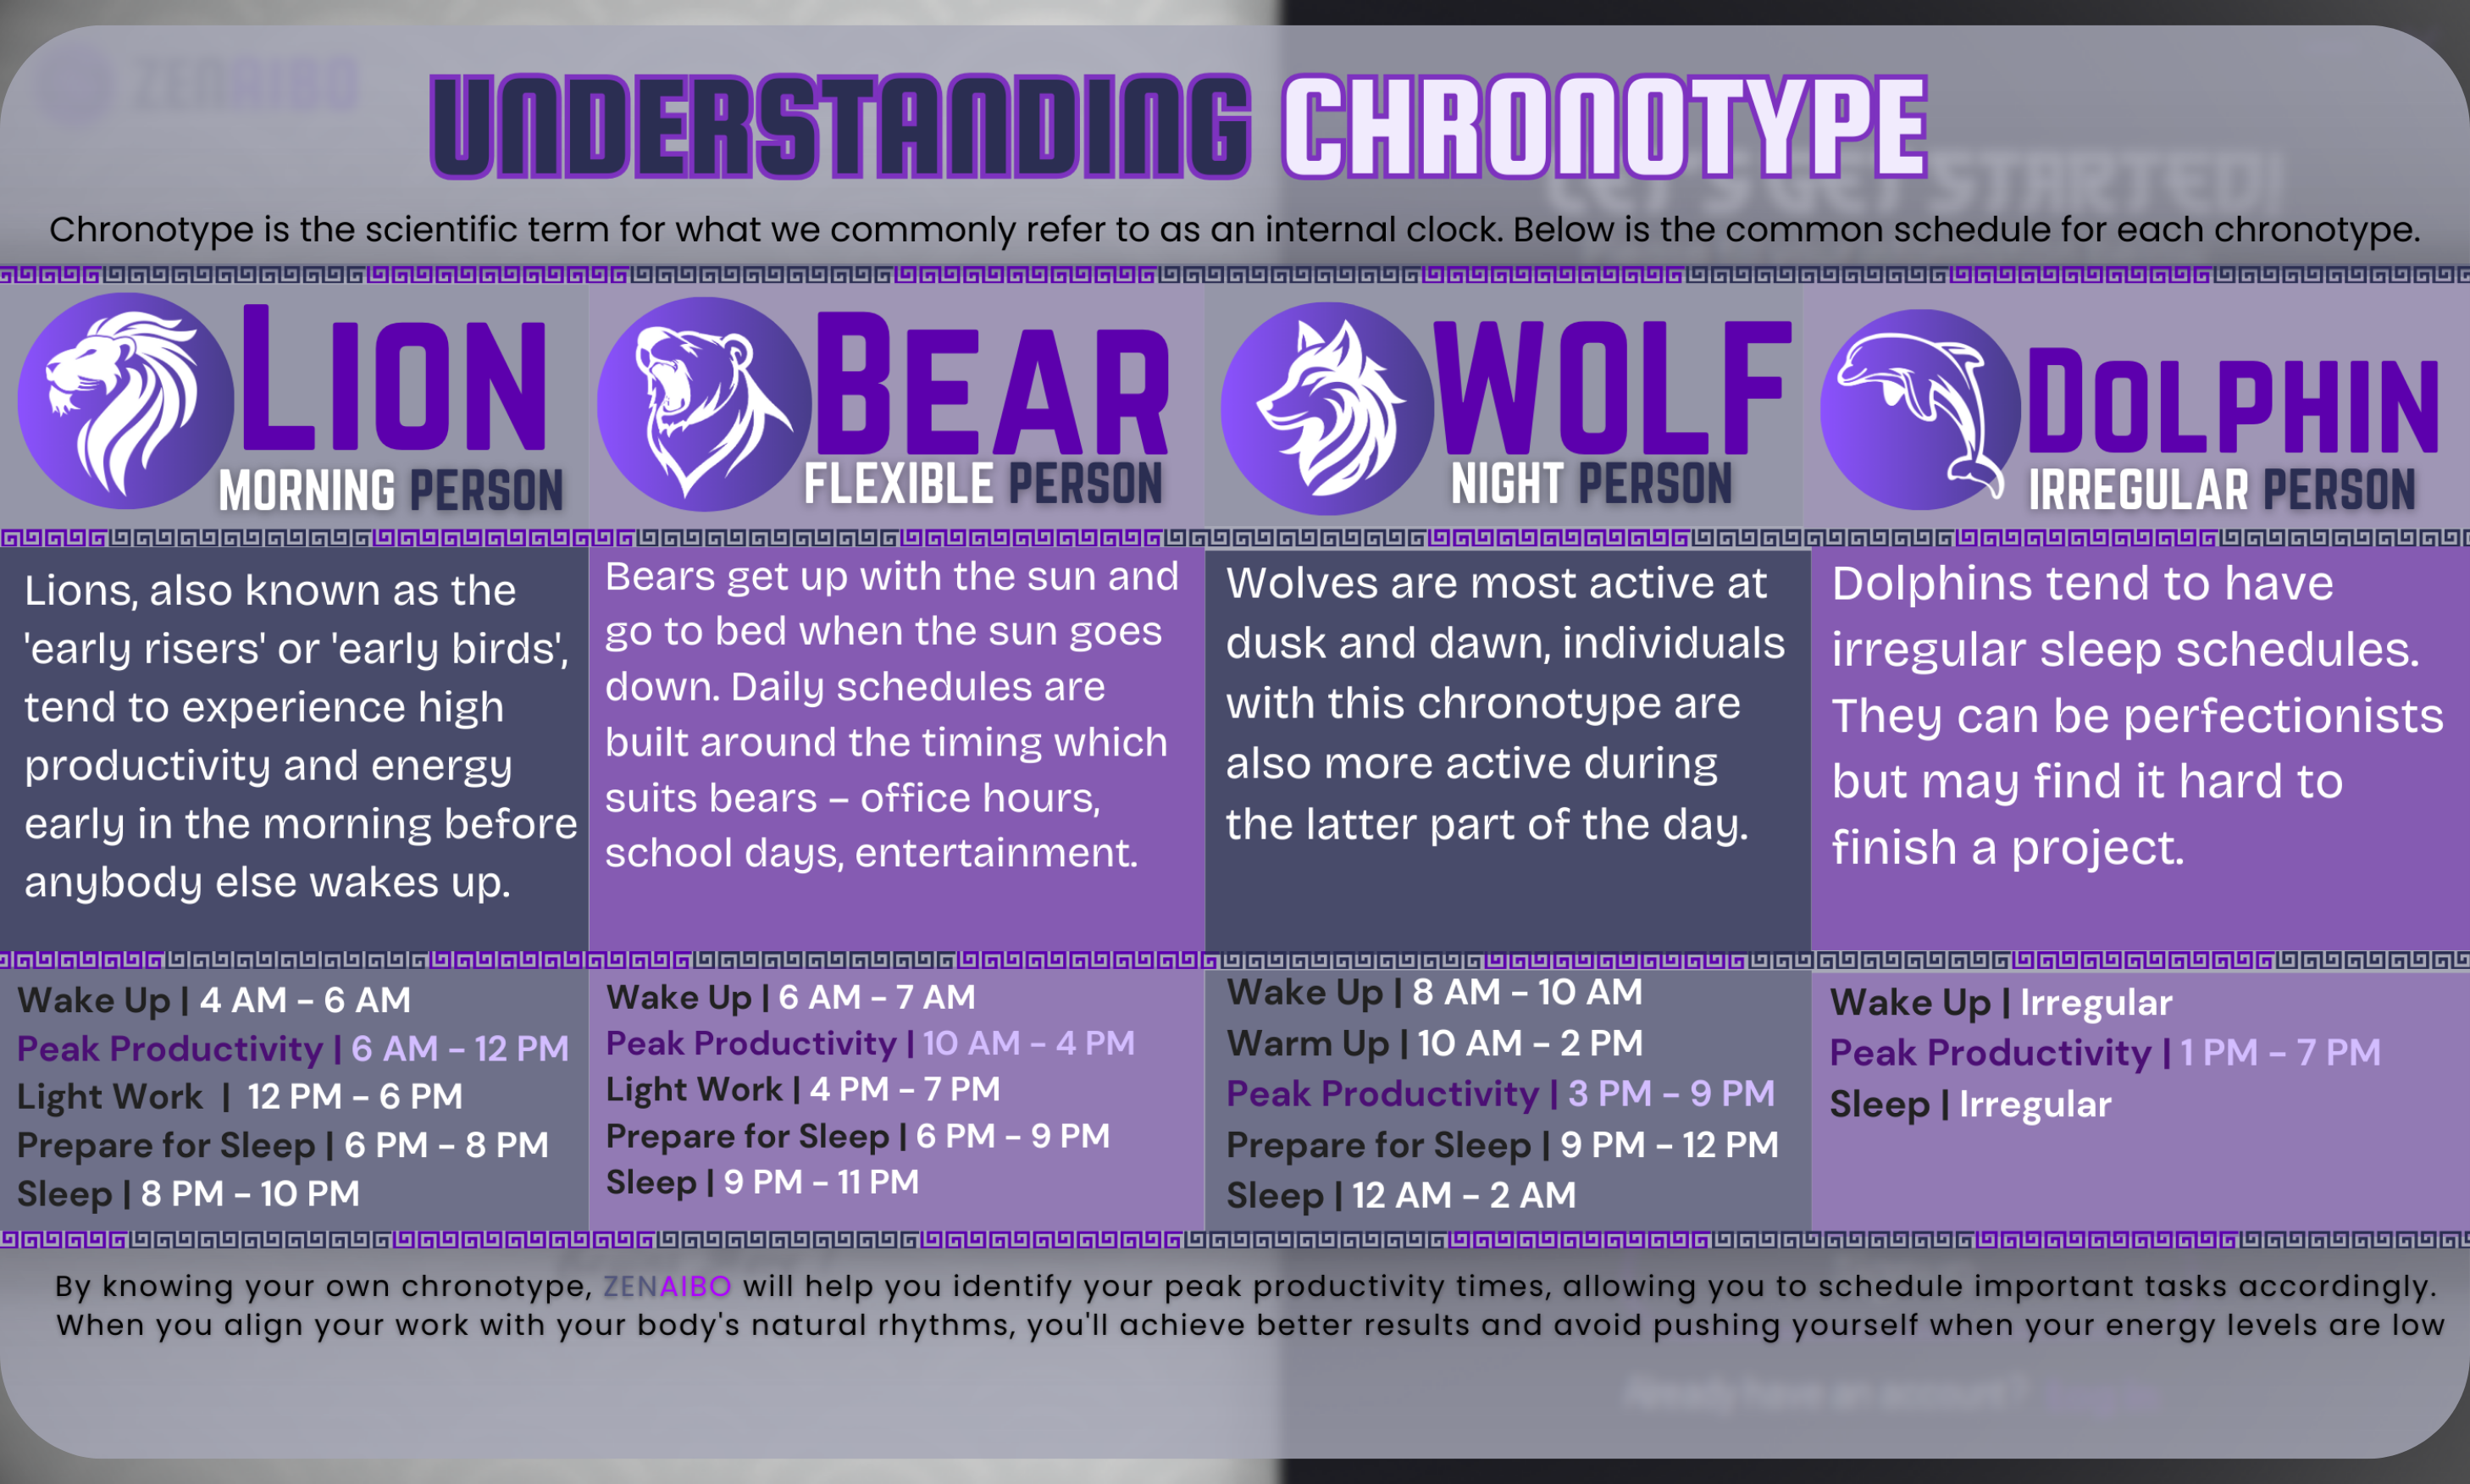 ZENAIBO
UNDERSTANDING CHRONOTYPE
LET'S GET STARTED!
Chronotype is the scientific term for what we commonly refer to as an internal clock. Below is the common schedule for each chronotype.
LION
MORNING PERSON
BEAR
FLEXIBLE PERSON
WOLF
NIGHT PERSON
DOLPHIN
IRREGULAR PERSON
Lions, also known as the
'early risers' or 'early birds',
tend to experience high
productivity and energy
early in the morning before
anybody else wakes up.
Bears get up with the sun and
go to bed when the sun goes
down. Daily schedules are
built around the timing which
suits bears – office hours,
school days, entertainment.
Wolves are most active at
dusk and dawn, individuals
with this chronotype are
also more active during
the latter part of the day.
Dolphins tend to have
irregular sleep schedules.
They can be perfectionists
but may find it hard to
finish a project.
Wake Up | 4 AM – 6 AM
Peak Productivity | 6 AM – 12 PM
Light Work | 12 PM – 6 PM
Prepare for Sleep | 6 PM – 8 PM
Sleep | 8 PM – 10 PM
Wake Up | 6 AM – 7 AM
Peak Productivity | 10 AM – 4 PM
Light Work | 4 PM – 7 PM
Prepare for Sleep | 6 PM – 9 PM
Sleep | 9 PM – 11 PM
Wake Up | 8 AM – 10 AM
Warm Up | 10 AM – 2 PM
Peak Productivity | 3 PM – 9 PM
Prepare for Sleep | 9 PM – 12 PM
Sleep | 12 AM – 2 AM
Wake Up | Irregular
Peak Productivity | 1 PM – 7 PM
Sleep | Irregular
By knowing your own chronotype, ZENAIBO will help you identify your peak productivity times, allowing you to schedule important tasks accordingly.
When you align your work with your body's natural rhythms, you'll achieve better results and avoid pushing yourself when your energy levels are low
Already have an account?